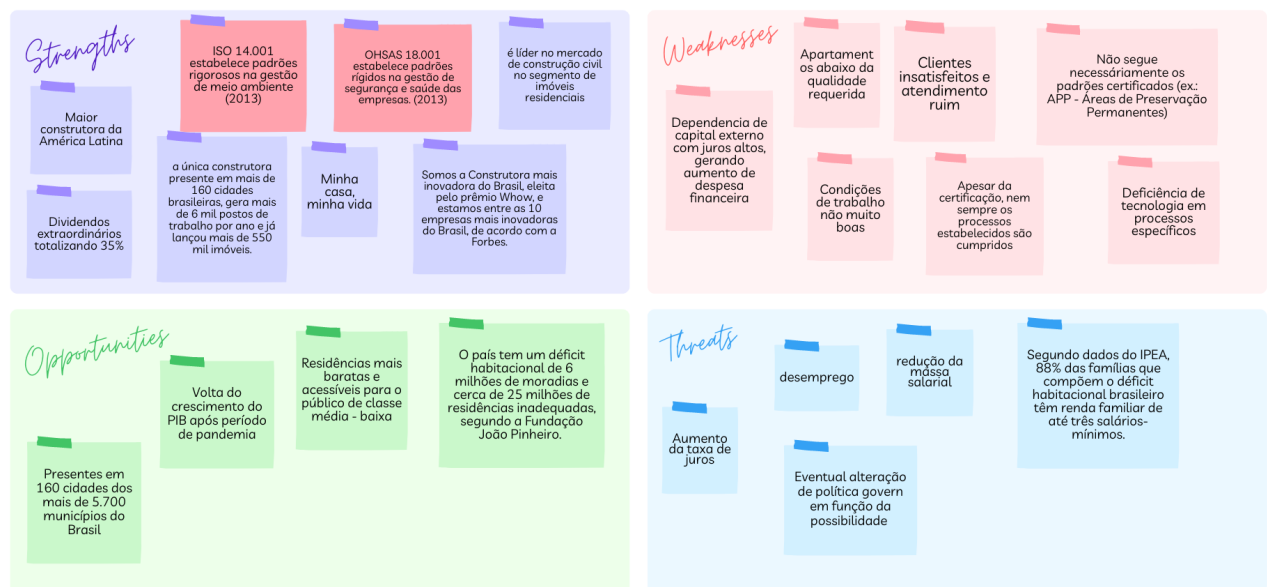 Strengths
ISO 14.001
estabelece padrões
rigorosos na gestão
de meio ambiente
(2013)
OHSAS 18.001
estabelece padrões
rígidos na gestão de
segurança e saúde das
empresas. (2013)
é líder no mercado
de construção civil
no segmento de
imóveis
residenciais
Maior
construtora da
América Latina
Dividendos
extraordinários
totalizando 35%
a única construtora
presente em mais de
160 cidades
brasileiras, gera mais
de 6 mil postos de
trabalho por ano e já
lançou mais de 550
mil imóveis.
Minha
casa,
minha vida
Somos a Construtora mais
inovadora do Brasil, eleita
pelo prêmio Whow, e
estamos entre as 10
empresas mais inovadoras
do Brasil, de acordo com a
Forbes.
Weaknesses
Apartament
os abaixo da
qualidade
requerida
Clientes
insatisfeitos e
atendimento
ruim
Não segue
necessáriamente os
padrões certificados (ex.:
APP - Áreas de Preservação
Permanentes)
Dependencia de
capital externo
com juros altos,
gerando
aumento de
despesa
financeira
Condições
de trabalho
não muito
boas
Apesar da
certificação, nem
sempre os
processos
estabelecidos são
cumpridos
Deficiência de
tecnologia em
processos
específicos
Opportunities
Volta do
crescimento do
PIB após período
de pandemia
Residências mais
baratas e
acessíveis para o
público de classe
média - baixa
O país tem um déficit
habitacional de 6
milhões de moradias e
cerca de 25 milhões de
residências inadequadas,
segundo a Fundação
João Pinheiro.
Presentes em
160 cidades dos
mais de 5.700
municípios do
Brasil
Threats
desemprego
redução da
massa
salarial
Segundo dados do IPEA,
88% das famílias que
compõem o déficit
habitacional brasileiro
têm renda familiar de
até três salários-
mínimos.
Aumento
da taxa de
juros
Eventual alteração
de política govern
em função da
possibilidade